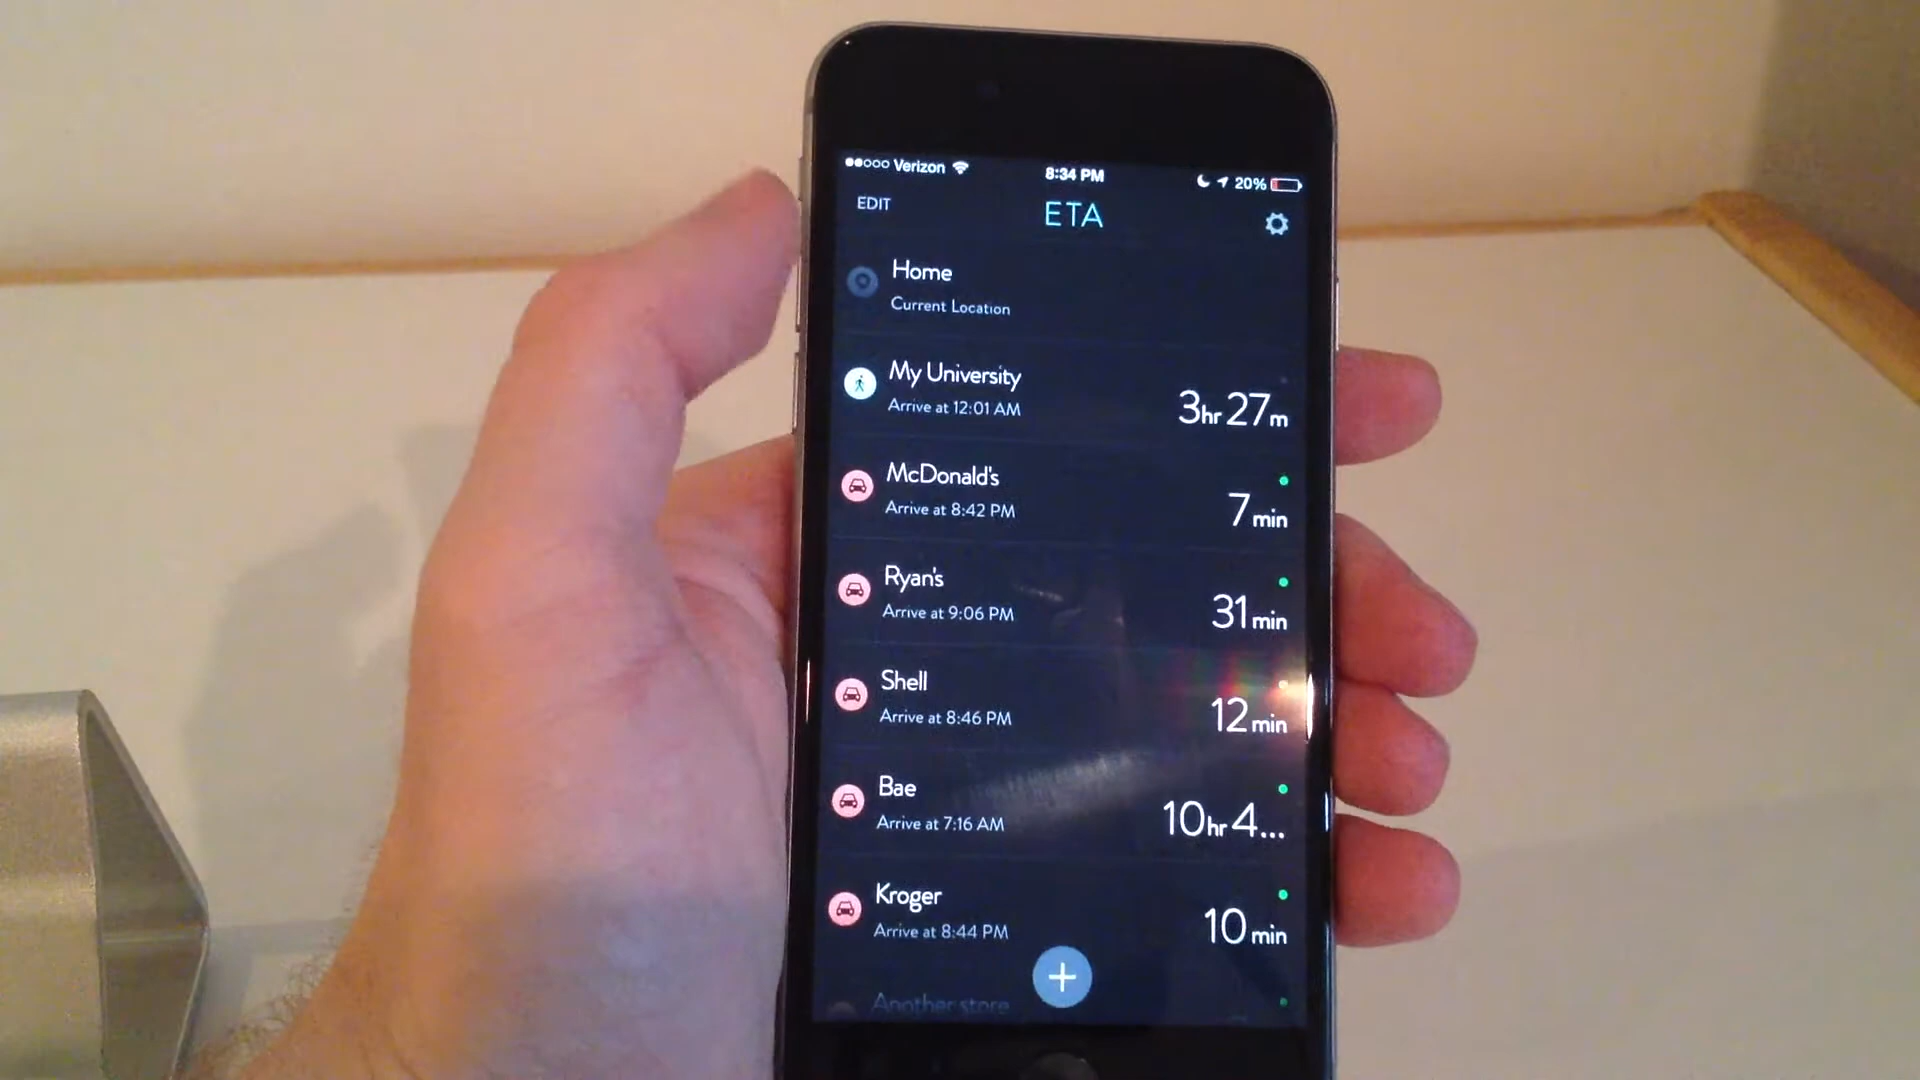 Verizon 8:34 PM 20%
EDIT ETA
Home
Current Location
My University
Arrive at 12:01 AM
3hr 27m
McDonald's
Arrive at 8:42 PM
7 min
Ryan's
Arrive at 9:06 PM
31 min
Shell
Arrive at 8:46 PM
12 min
Bae
Arrive at 7:16 AM
10hr 4...
Kroger
Arrive at 8:44 PM
10 min
+
Another store